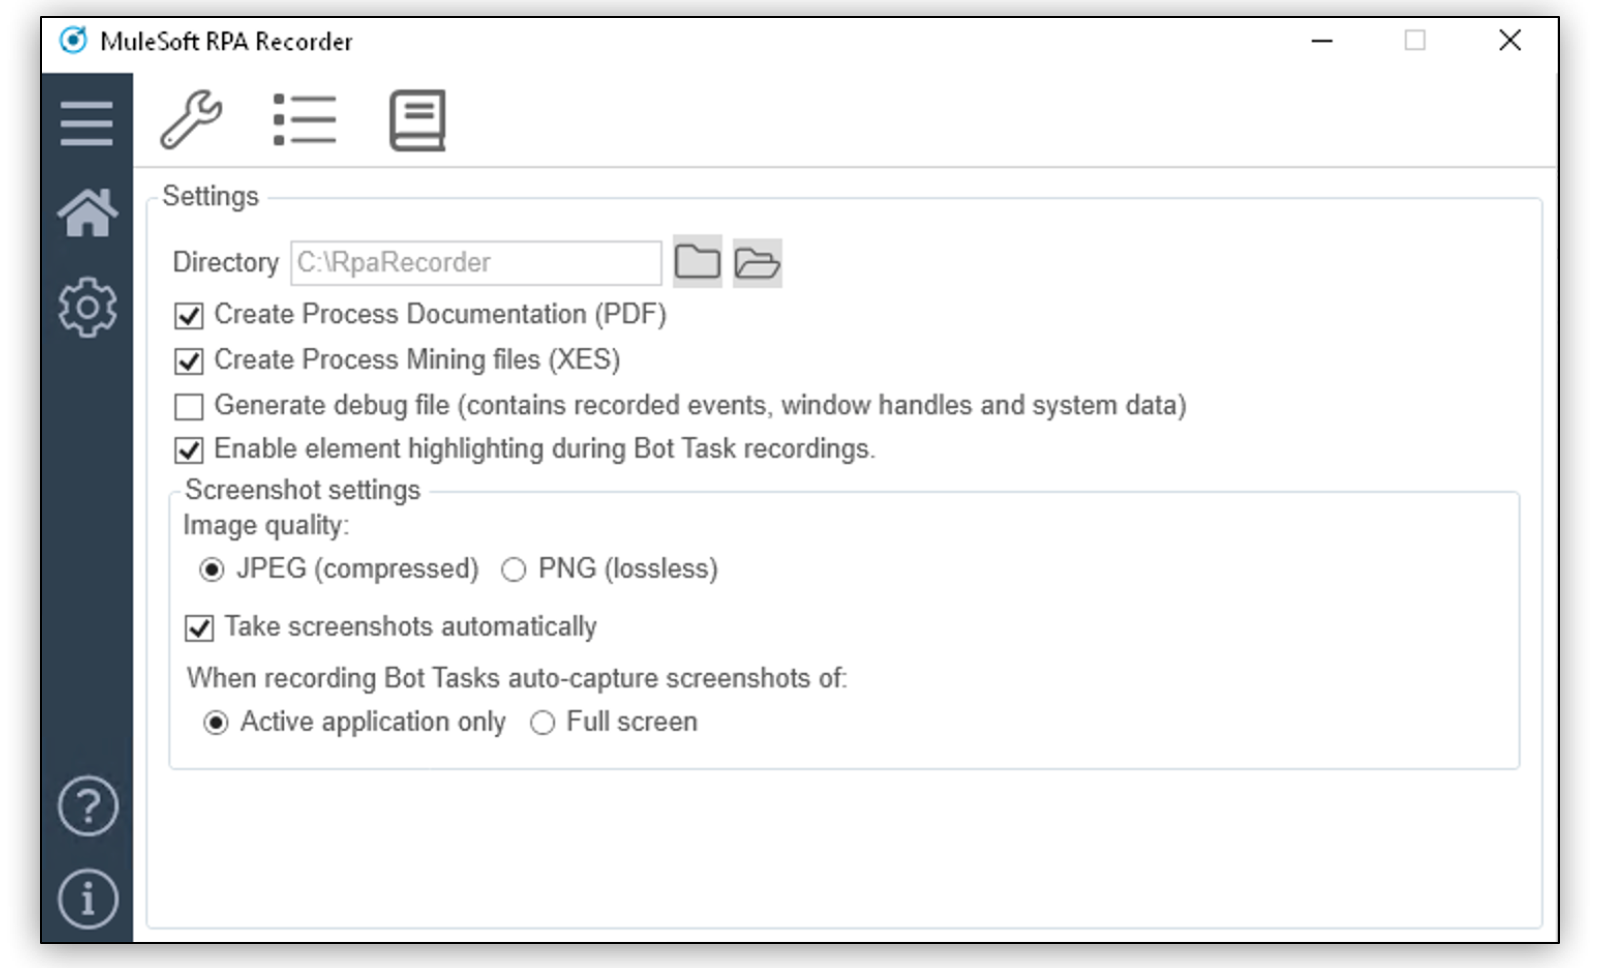 MuleSoft RPA Recorder
Settings
Directory C:\RpaRecorder
Create Process Documentation (PDF)
Create Process Mining files (XES)
Generate debug file (contains recorded events, window handles and system data)
Enable element highlighting during Bot Task recordings.
Screenshot settings
Image quality:
JPEG (compressed) PNG (lossless)
Take screenshots automatically
When recording Bot Tasks auto-capture screenshots of:
Active application only Full screen